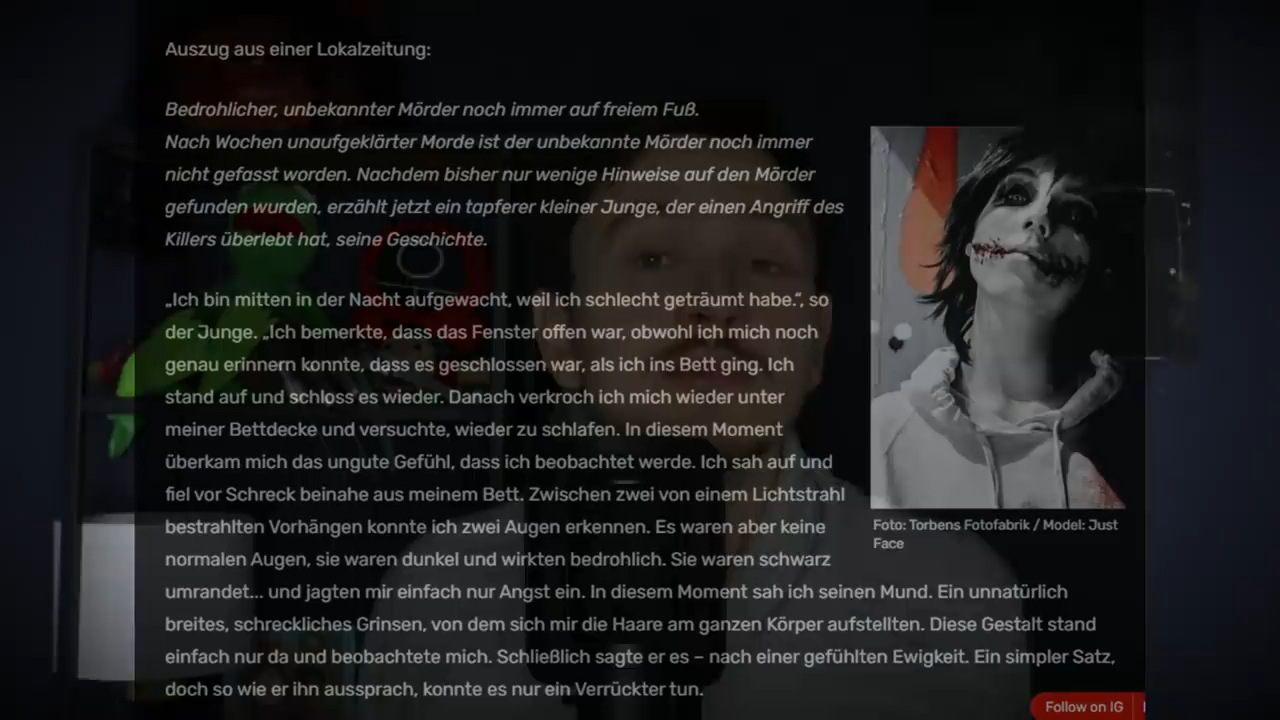 Auszug aus einer Lokalzeitung:
Bedrohlicher, unbekannter Mörder noch immer auf freiem Fuß.
Nach Wochen unaufgeklärter Morde ist der unbekannte Mörder noch immer
nicht gefasst worden. Nachdem bisher nur wenige Hinweise auf den Mörder
gefunden wurden, erzählt jetzt ein tapferer kleiner Junge, der einen Angriff des
Killers überlebt hat, seine Geschichte.
„Ich bin mitten in der Nacht aufgewacht, weil ich schlecht geträumt habe.“, so
der Junge. „Ich bemerkte, dass das Fenster offen war, obwohl ich mich noch
genau erinnern konnte, dass es geschlossen war, als ich ins Bett ging. Ich
stand auf und schloss es wieder. Danach verkroch ich mich wieder unter
meiner Bettdecke und versuchte, wieder zu schlafen. In diesem Moment
überkam mich das ungute Gefühl, dass ich beobachtet werde. Ich sah auf und
fiel vor Schreck beinahe aus meinem Bett. Zwischen zwei von einem Lichtstrahl
bestrahlten Vorhängen konnte ich zwei Augen erkennen. Es waren aber keine
normalen Augen, sie waren dunkel und wirkten bedrohlich. Sie waren schwarz
umrandet... und jagten mir einfach nur Angst ein. In diesem Moment sah ich seinen Mund. Ein unnatürlich
breites, schreckliches Grinsen, von dem sich mir die Haare am ganzen Körper aufstellten. Diese Gestalt stand
einfach nur da und beobachtete mich. Schließlich sagte er es – nach einer gefühlten Ewigkeit. Ein simpler Satz,
doch so wie er ihn aussprach, konnte es nur ein Verrückter tun.
Foto: Torbens Fotofabrik / Model: Just
Face
Follow on IG